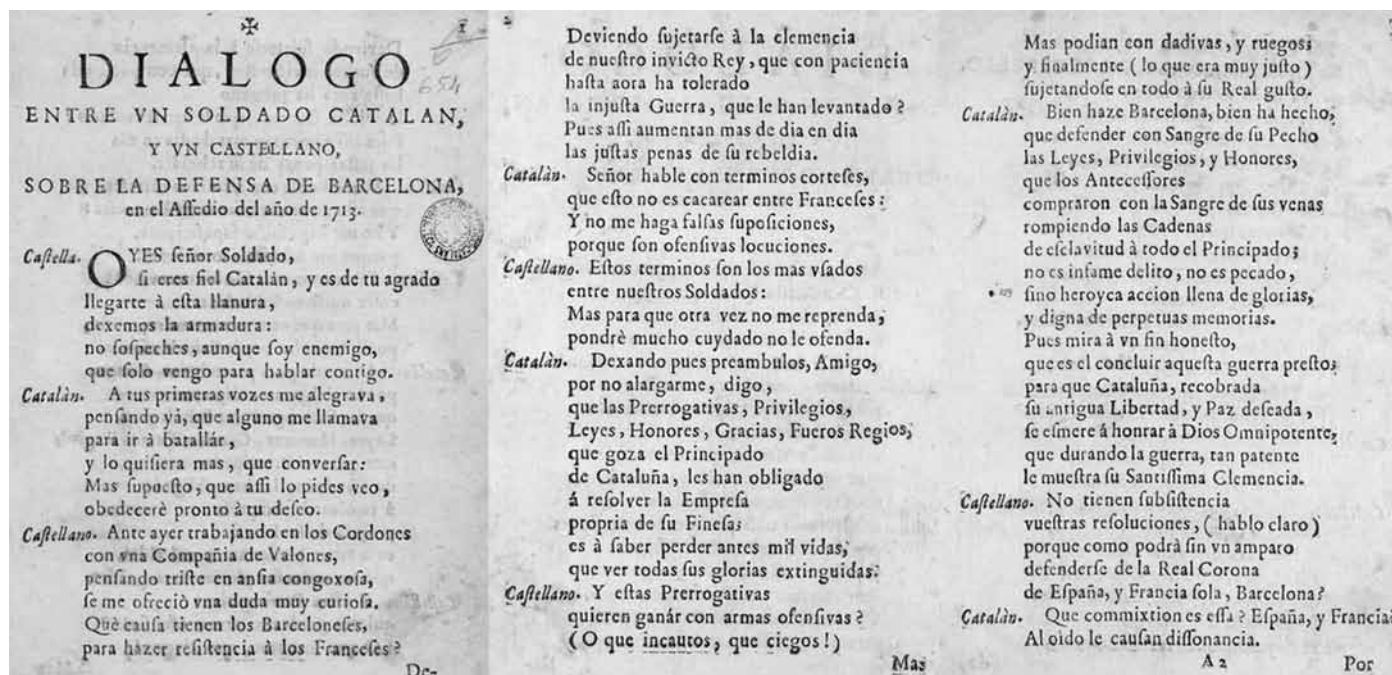 ✠
1
654
DIALOGO
ENTRE VN SOLDADO CATALAN,
Y VN CASTELLANO,
SOBRE LA DEFENSA DE BARCELONA,
en el Aſſedio del año de 1713.
Caſtella. OYES ſeñor Soldado,
ſi eres fiel Catalàn, y es de tu agrado
llegarte à eſta llanura,
dexemos la armadura:
no ſoſpeches, aunque ſoy enemigo,
que ſolo vengo para hablar contigo.
Catalàn. A tus primeras vozes me alegrava,
penſando yà, que alguno me llamava
para ir à batallár,
y lo quiſiera mas, que converſar:
Mas ſupueſto, que aſſi lo pides veo,
obedecerè pronto à tu deſeo.
Caſtellano. Ante ayer trabajando en los Cordones
con vna Compañia de Valones,
penſando triſte en anſia congoxoſa,
ſe me ofreciò vna duda muy curioſa.
Què cauſa tienen los Barceloneſes,
para hàzer reſiſtencia à los Franceſes?
De-
2
Deviendo ſujetarſe à la clemencia
de nueſtro invicto Rey, que con paciencia
haſta aora ha tolerado
la injuſta Guerra, que le han levantado?
Pues aſſi aumentan mas de dia en dia
las juſtas penas de ſu rebeldia.
Catalàn. Señor hable con terminos corteſes,
que eſto no es cacarear entre Franceſes:
Y no me haga falſas ſupoſiciones,
porque ſon ofenſivas locuciones.
Caſtellano. Eſtos terminos ſon los mas vſados
entre nueſtros Soldados:
Mas para que otra vez no me reprenda,
pondrè mucho cuydado no le ofenda.
Catalàn. Dexando pues preambulos, Amigo,
por no alargarme, digo,
que las Prerrogativas, Privilegios,
Leyes, Honores, Gracias, Fueros Regios,
que goza el Principado
de Cataluña, les han obligado
á reſolver la Empreſa
propria de ſu Fineſa;
es à ſaber perder antes mil vidas,
que ver todas ſus glorias extinguidas.
Caſtellano. Y eſtas Prerrogativas
quieren ganár con armas ofenſivas?
(O que incautos, que ciegos!)
Mas
Mas podian con dadivas, y ruegos;
y finalmente (lo que era muy juſto)
ſujetandoſe en todo à ſu Real guſto.
Catalàn. Bien haze Barcelona, bien ha hecho,
que defender con Sangre de ſu Pecho
las Leyes, Privilegios, y Honores,
que los Anteceſſores
compraron con la Sangre de ſus venas
rompiendo las Cadenas
de eſclavitud à todo el Principado;
no es infame delito, no es pecado,
ſino heroyca accion llena de glorias,
y digna de perpetuas memorias.
Pues mira à vn fin honeſto,
que es el concluir aqueſta guerra preſto;
para que Cataluña, recobrada
ſu antigua Libertad, y Paz deſeada,
ſe eſmere á honrar à Dios Omnipotente,
que durando la guerra, tan patente
le mueſtra ſu Santiſſima Clemencia.
Caſtellano. No tienen ſubſiſtencia
vueſtras reſoluciones, (hablo claro)
porque como podrà ſin vn amparo
defenderſe de la Real Corona
de Eſpaña, y Francia ſola, Barcelona?
Catalàn. Que commixtion es eſſa? Eſpaña, y Francia?
Al oìdo le cauſan diſſonancia.
A 2 Por